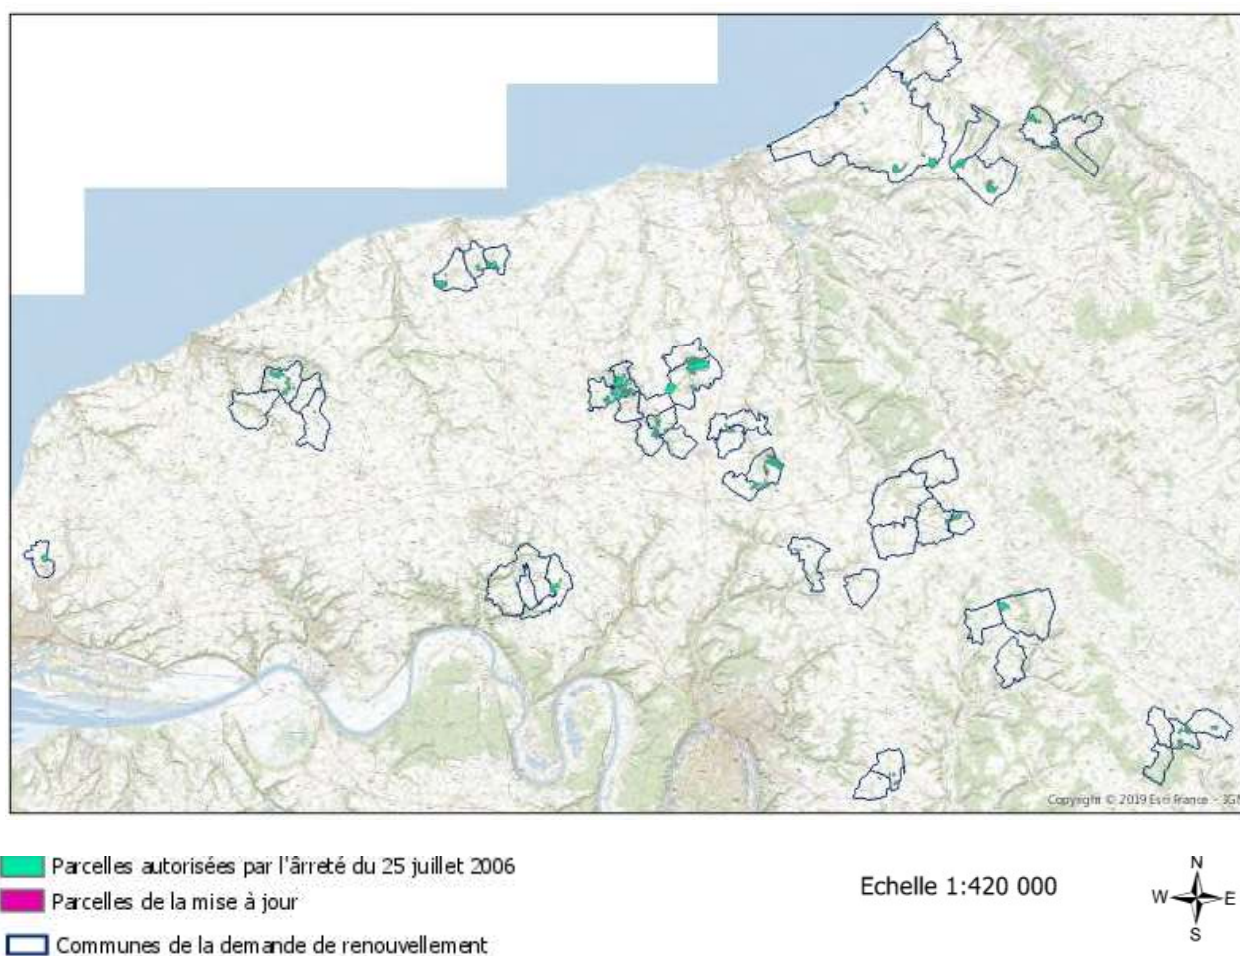 Copyright © 2019 Esri France - IGN
Parcelles autorisées par l'ârreté du 25 juillet 2006
Parcelles de la mise à jour
Communes de la demande de renouvellement
Echelle 1:420 000
N
W E
S